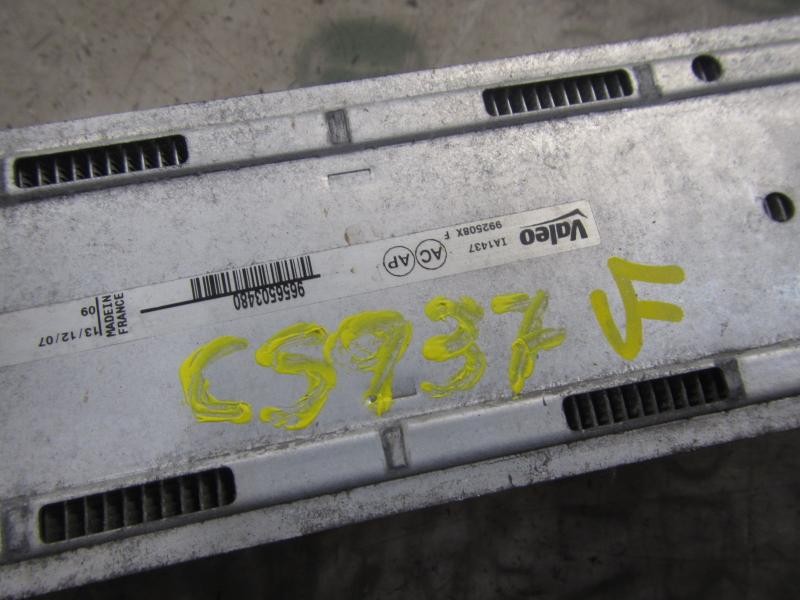 Valeo
IA1437
992508X F
AC
AP
9656503480
MADE IN
FRANCE
13/12/07
09
CS937 V